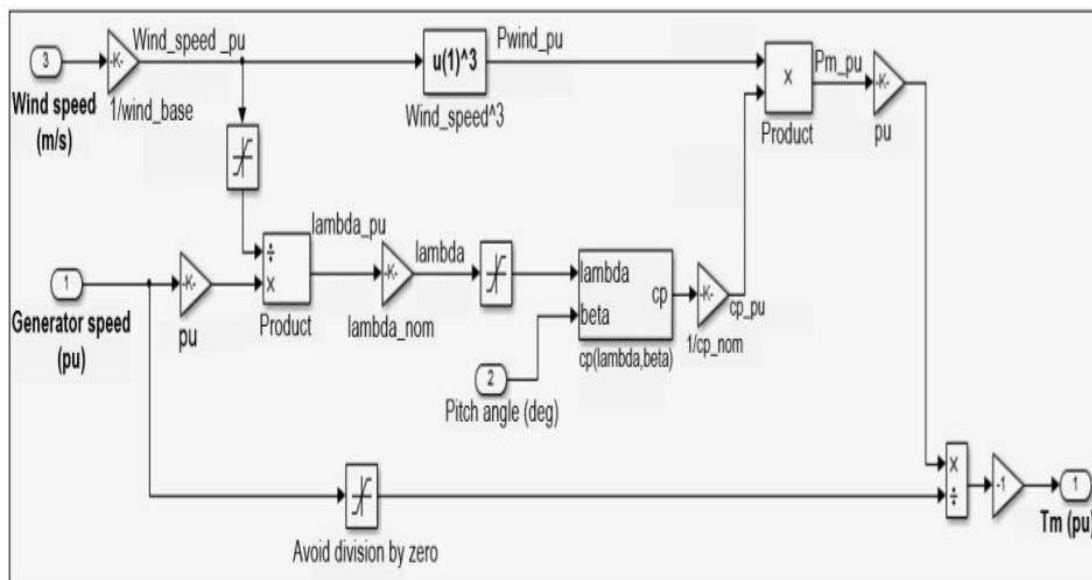 3
Wind speed
(m/s)
-K-
1/wind_base
Wind_speed _pu
u(1)^3
Wind_speed^3
Pwind_pu
×
Product
Pm_pu
-K-
pu
1
Generator speed
(pu)
-K-
pu
÷
×
Product
lambda_pu
-K-
lambda_nom
lambda
lambda
beta
cp
cp(lambda,beta)
2
Pitch angle (deg)
-K-
cp_pu
1/cp_nom
Avoid division by zero
×
÷
-1
1
Tm (pu)